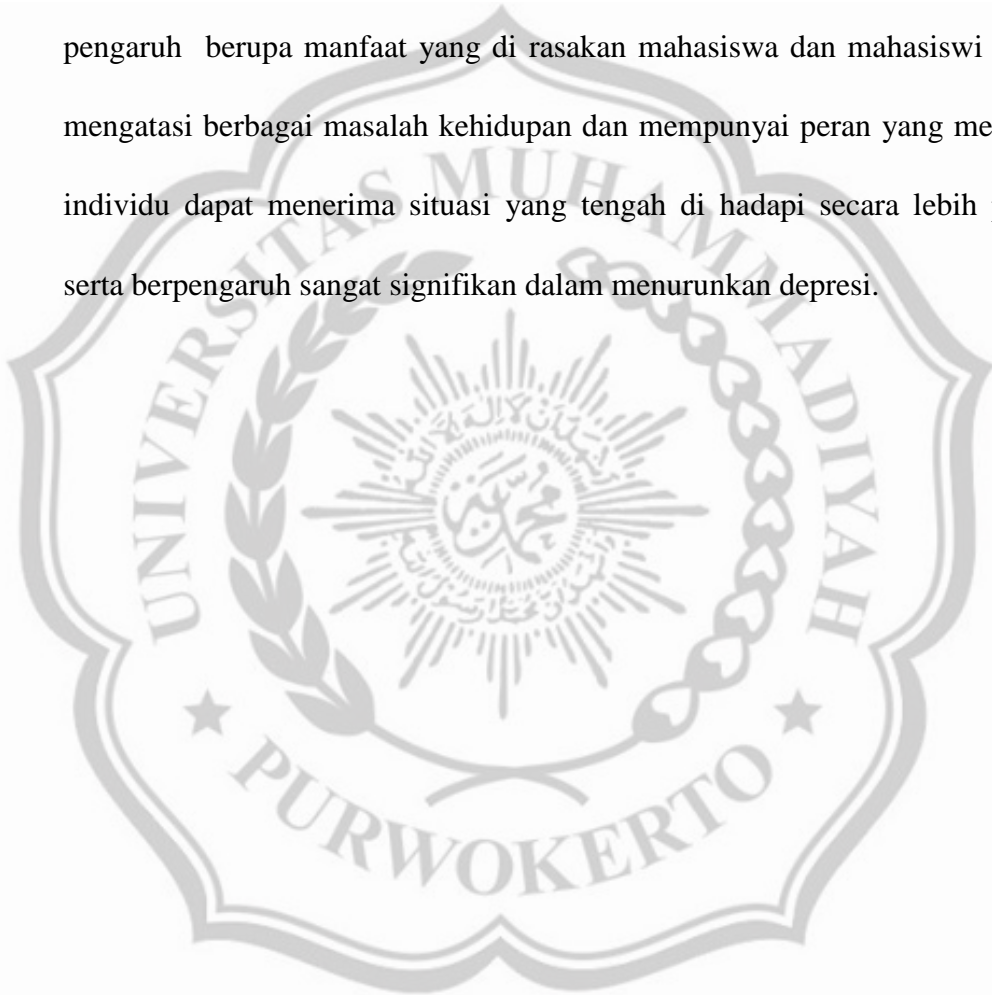 pengaruh berupa manfaat yang di rasakan mahasiswa dan mahasiswi
mengatasi berbagai masalah kehidupan dan mempunyai peran yang
individu dapat menerima situasi yang tengah di hadapi secara lebih
serta berpengaruh sangat signifikan dalam menurunkan depresi.
UNIVERSITAS MUHAMMADIYAH
PURWOKERTO